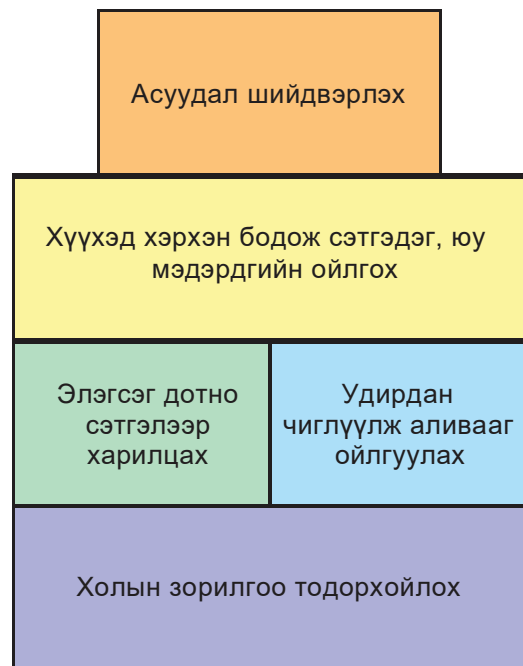 Асуудал шийдвэрлэх
Хүүхэд хэрхэн бодож сэтгэдэг, юу
мэдэрдгийн ойлгох
Элэгсэг дотно
сэтгэлээр
харилцах
Удирдан
чиглүүлж аливааг
ойлгуулах
Холын зорилгоо тодорхойлох